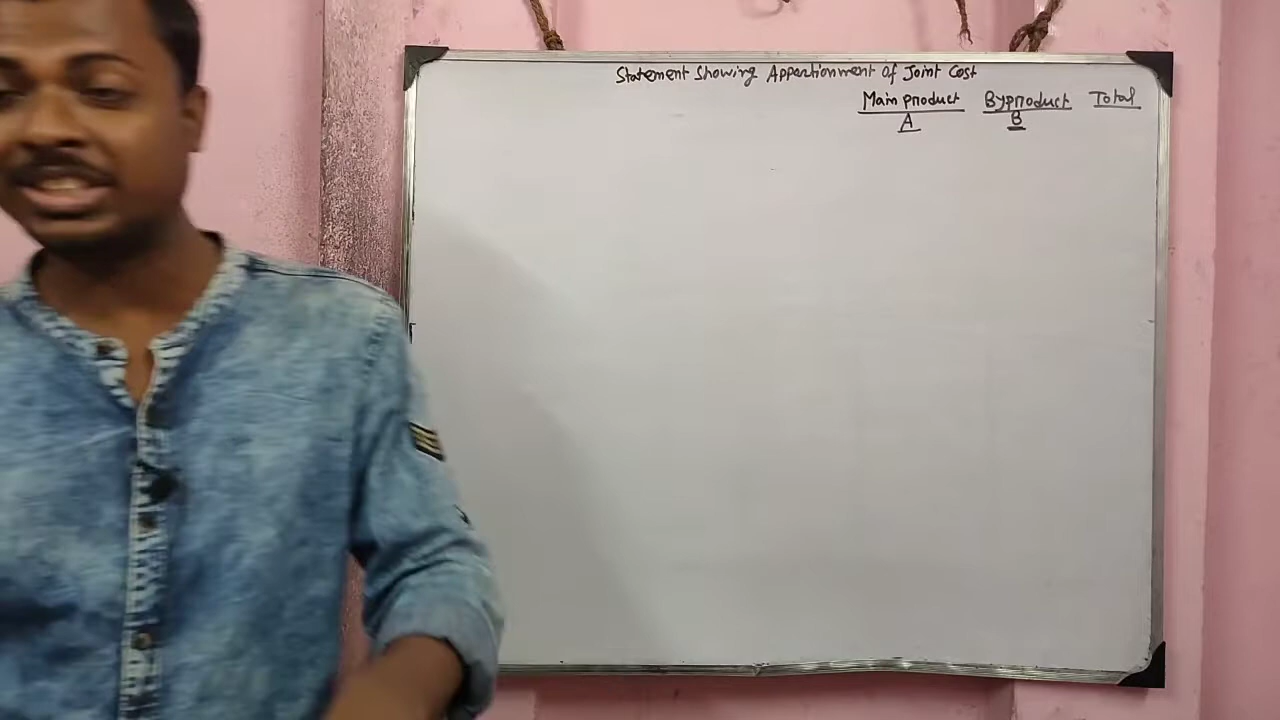 Statement Showing Apportionment of Joint Cost
Main product Byproduct Total
A B